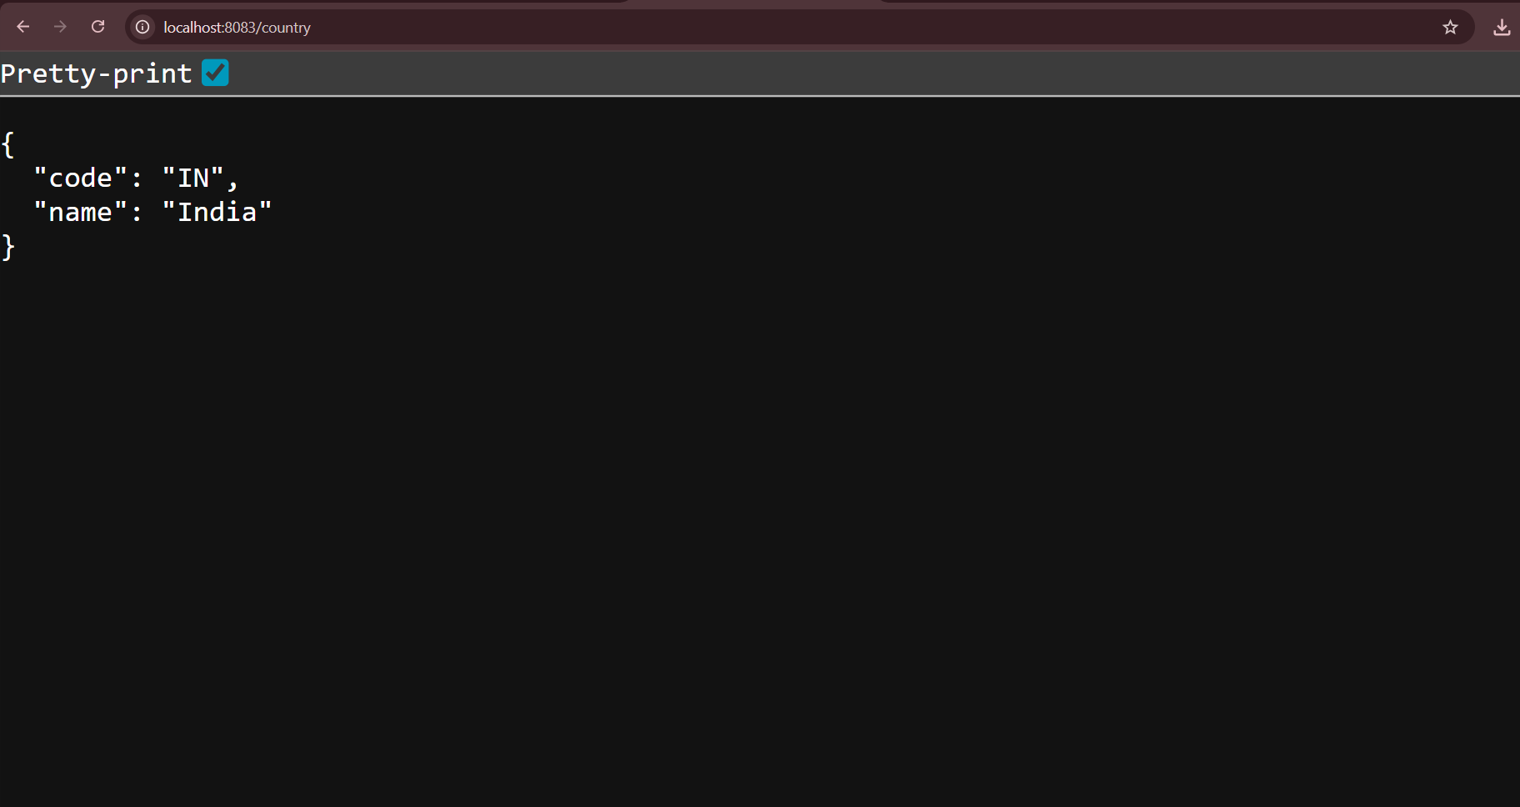 localhost:8083/country
Pretty-print
{
  "code": "IN",
  "name": "India"
}